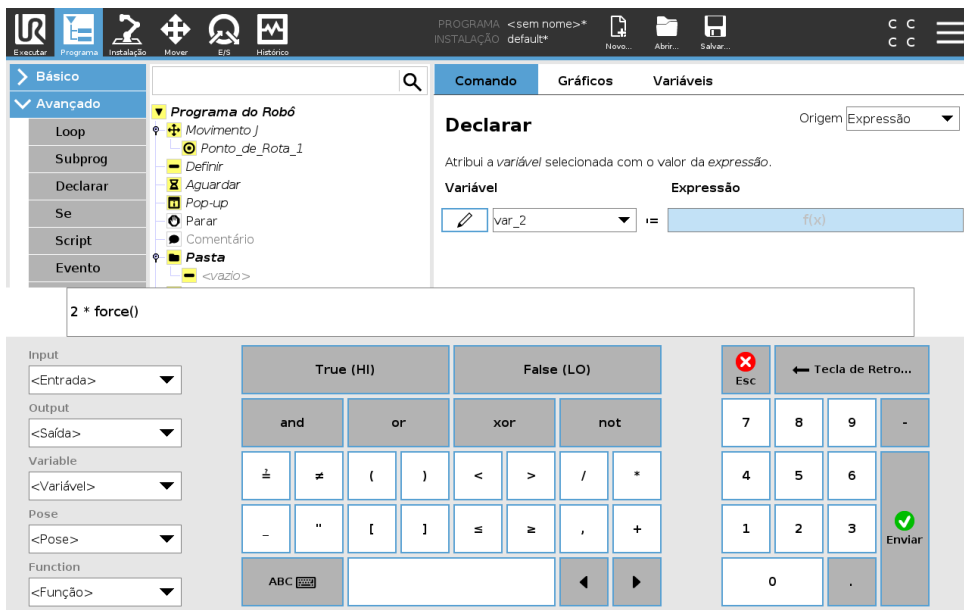 Executar
Programa
Instalação
Mover
E/S
Histórico
PROGRAMA <sem nome>*
INSTALAÇÃO default*
Novo...
Abrir...
Salvar...
C C
C C
Básico
Avançado
Loop
Subprog
Declarar
Se
Script
Evento
Programa do Robô
Movimento J
Ponto_de_Rota_1
Definir
Aguardar
Pop-up
Parar
Comentário
Pasta
<vazio>
Comando
Gráficos
Variáveis
Declarar
Origem Expressão
Atribui a variável selecionada com o valor da expressão.
Variável
Expressão
var_2
:=
f(x)
2 * force()
Input
<Entrada>
Output
<Saída>
Variable
<Variável>
Pose
<Pose>
Function
<Função>
True (HI)
False (LO)
and
or
xor
not
≟
≠
(
)
<
>
/
*
_
"
[
]
≤
≥
,
+
ABC
Esc
Tecla de Retro...
7
8
9
-
4
5
6
1
2
3
Enviar
0
.